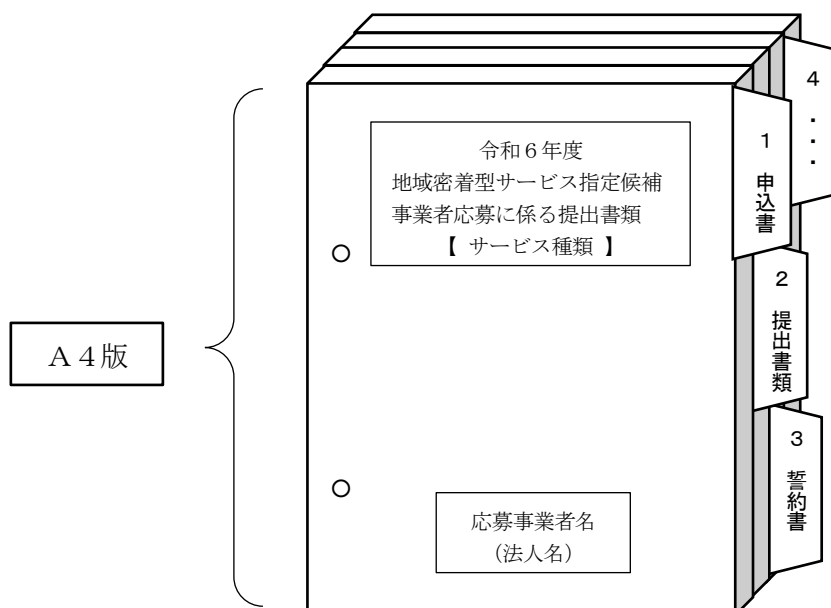 令和６年度
地域密着型サービス指定候補
事業者応募に係る提出書類
【 サービス種類 】
Ａ４版
応募事業者名
（法人名）
１　申込書
２　提出書類
３　誓約書
４　・・・